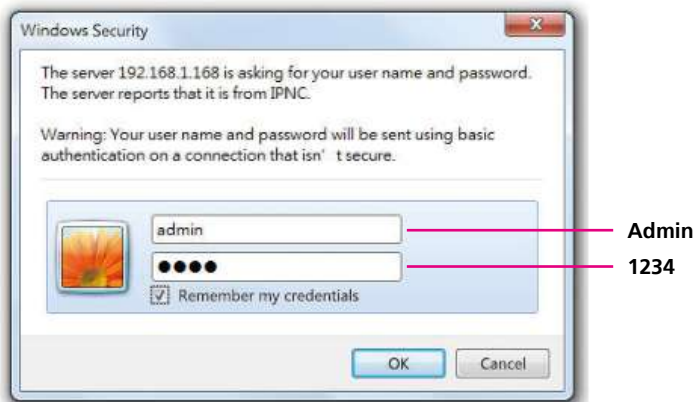 Windows Security
The server 192.168.1.168 is asking for your user name and password.
The server reports that it is from IPNC.
Warning: Your user name and password will be sent using basic
authentication on a connection that isn' t secure.
admin
Admin
●●●●
1234
Remember my credentials
OK
Cancel